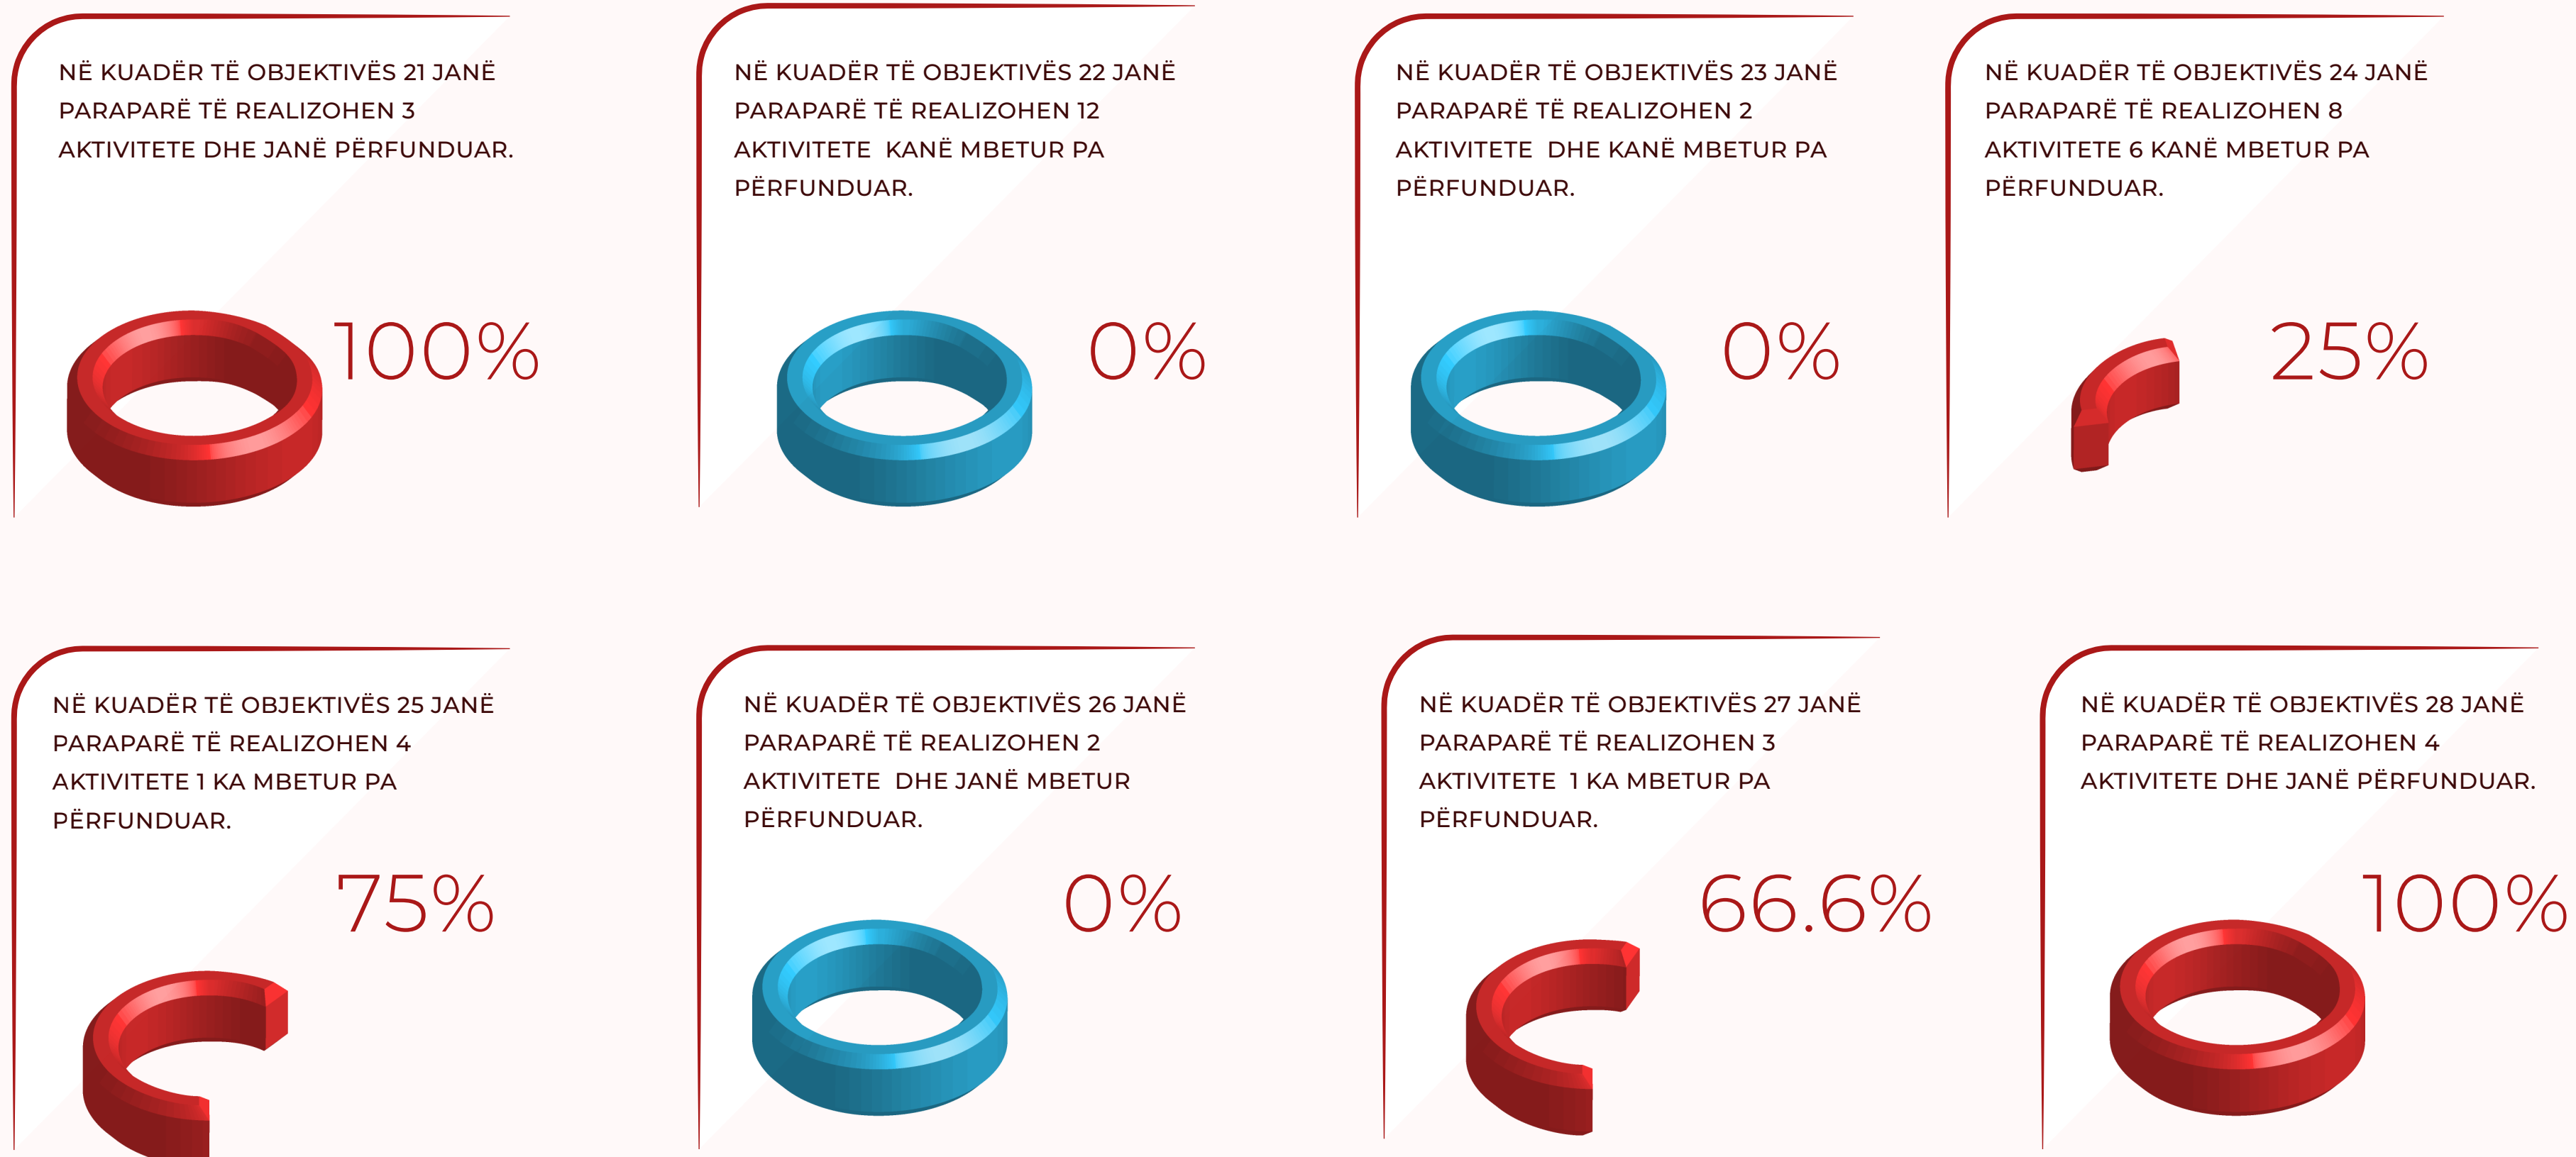 NË KUADËR TË OBJEKTIVËS 21 JANË
PARAPARË TË REALIZOHEN 3
AKTIVITETE DHE JANË PËRFUNDUAR.
100%
NË KUADËR TË OBJEKTIVËS 22 JANË
PARAPARË TË REALIZOHEN 12
AKTIVITETE  KANË MBETUR PA
PËRFUNDUAR.
0%
NË KUADËR TË OBJEKTIVËS 23 JANË
PARAPARË TË REALIZOHEN 2
AKTIVITETE  DHE KANË MBETUR PA
PËRFUNDUAR.
0%
NË KUADËR TË OBJEKTIVËS 24 JANË
PARAPARË TË REALIZOHEN 8
AKTIVITETE 6 KANË MBETUR PA
PËRFUNDUAR.
25%
NË KUADËR TË OBJEKTIVËS 25 JANË
PARAPARË TË REALIZOHEN 4
AKTIVITETE 1 KA MBETUR PA
PËRFUNDUAR.
75%
NË KUADËR TË OBJEKTIVËS 26 JANË
PARAPARË TË REALIZOHEN 2
AKTIVITETE  DHE JANË MBETUR
PËRFUNDUAR.
0%
NË KUADËR TË OBJEKTIVËS 27 JANË
PARAPARË TË REALIZOHEN 3
AKTIVITETE  1 KA MBETUR PA
PËRFUNDUAR.
66.6%
NË KUADËR TË OBJEKTIVËS 28 JANË
PARAPARË TË REALIZOHEN 4
AKTIVITETE DHE JANË PËRFUNDUAR.
100%